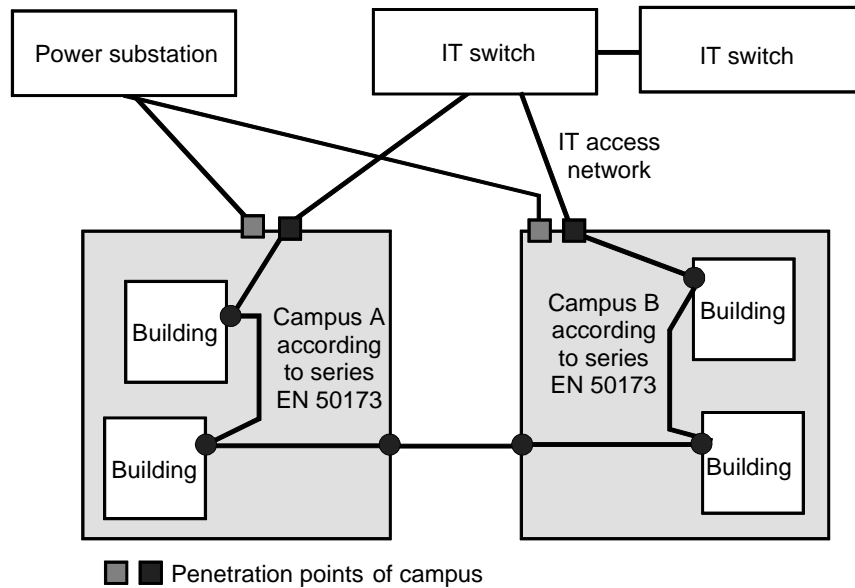 Power substation
IT switch
IT switch
IT access
network
Building
Campus A
according
to series
EN 50173
Building
Campus B
according
to series
EN 50173
Building
Building
Penetration points of campus